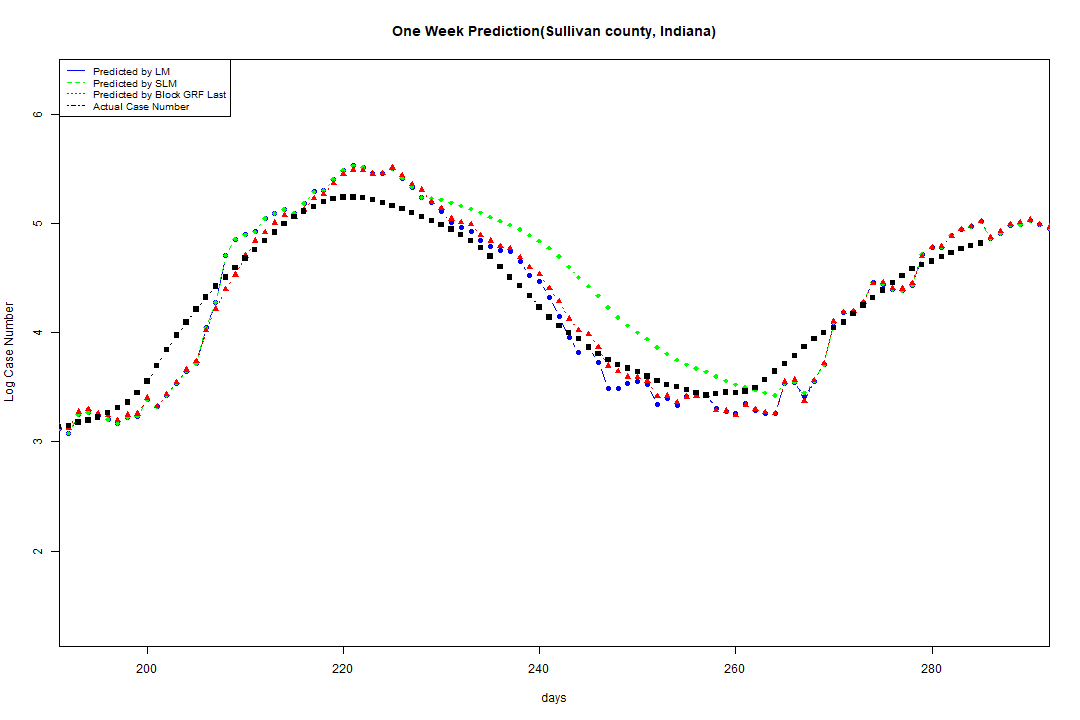 One Week Prediction(Sullivan county, Indiana)
Predicted by LM
Predicted by SLM
Predicted by Block GRF Last
Actual Case Number
Log Case Number
6
5
4
3
2
200 220 240 260 280
days